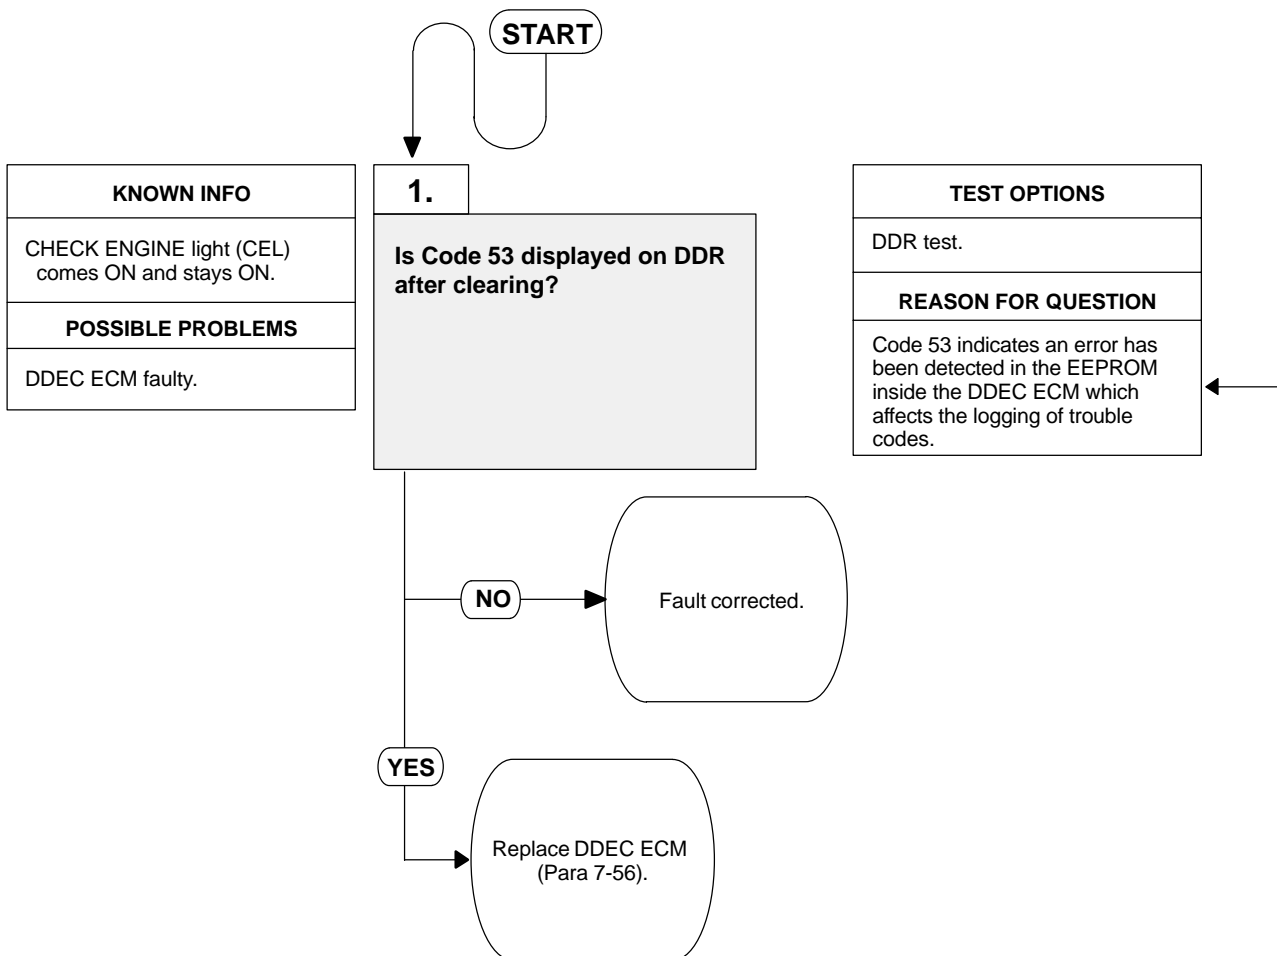 START
KNOWN INFO
CHECK ENGINE light (CEL)
comes ON and stays ON.
POSSIBLE PROBLEMS
DDEC ECM faulty.
1.
Is Code 53 displayed on DDR
after clearing?
TEST OPTIONS
DDR test.
REASON FOR QUESTION
Code 53 indicates an error has
been detected in the EEPROM
inside the DDEC ECM which
affects the logging of trouble
codes.
NO
Fault corrected.
YES
Replace DDEC ECM
(Para 7-56).